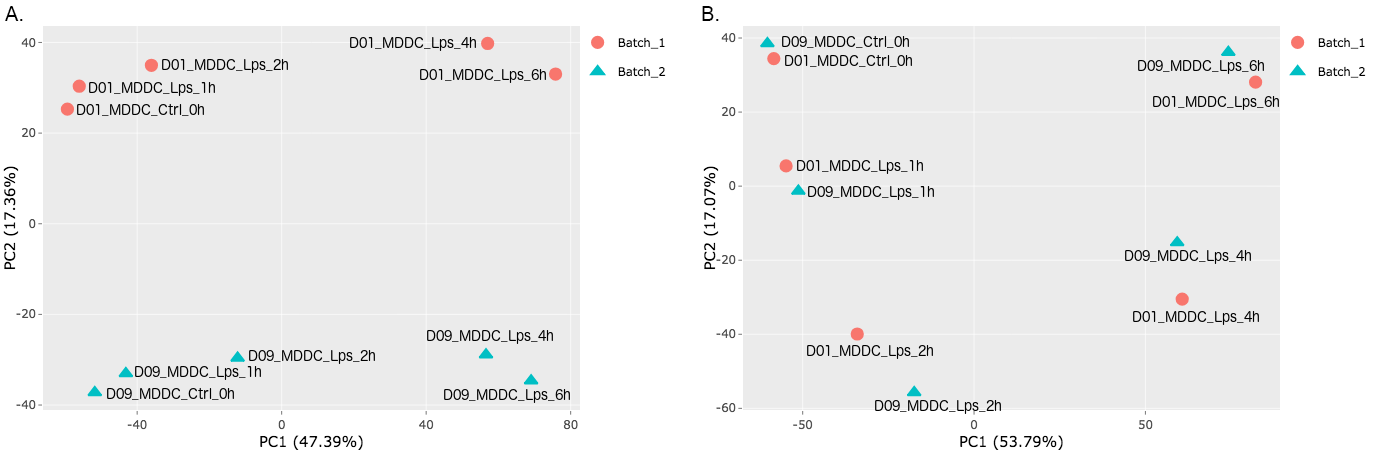 A.
40
20
0
-20
-40
-40
0
40
80
PC2 (17.36%)
PC1 (47.39%)
D01_MDDC_Lps_4h
D01_MDDC_Lps_2h
D01_MDDC_Lps_6h
D01_MDDC_Lps_1h
D01_MDDC_Ctrl_0h
D09_MDDC_Lps_4h
D09_MDDC_Lps_2h
D09_MDDC_Lps_1h
D09_MDDC_Ctrl_0h
D09_MDDC_Lps_6h
Batch_1
Batch_2
B.
40
20
0
-20
-40
-60
-50
0
50
PC2 (17.07%)
PC1 (53.79%)
D09_MDDC_Ctrl_0h
D01_MDDC_Ctrl_0h
D09_MDDC_Lps_6h
D01_MDDC_Lps_6h
D01_MDDC_Lps_1h
D09_MDDC_Lps_1h
D09_MDDC_Lps_4h
D01_MDDC_Lps_4h
D01_MDDC_Lps_2h
D09_MDDC_Lps_2h
Batch_1
Batch_2